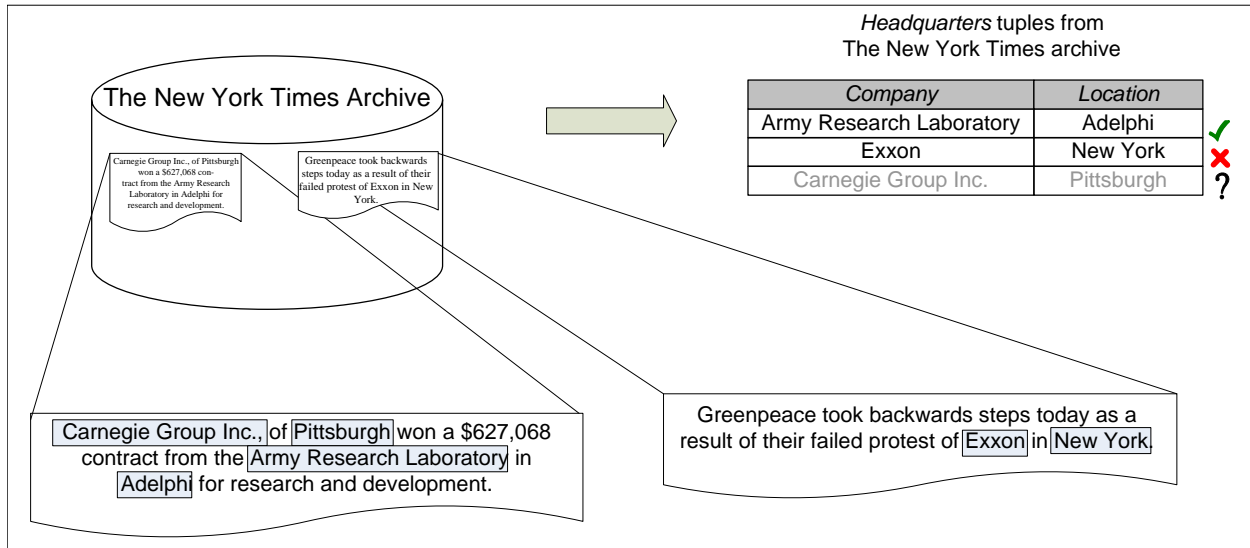 Headquarters tuples from
The New York Times archive
The New York Times Archive
Company Location
Army Research Laboratory Adelphi
Exxon New York
Carnegie Group Inc. Pittsburgh
?
Carnegie Group Inc., of Pittsburgh
won a $627,068
con-
tract from the Army Research
Laboratory in Adelphi for
research and development.
Greenpeace took backwards
steps today as a result of their
failed protest of Exxon in New
York.
Carnegie Group Inc., of Pittsburgh won a $627,068
contract from the Army Research Laboratory in
Adelphi for research and development.
Greenpeace took backwards steps today as a
result of their failed protest of Exxon in New York.